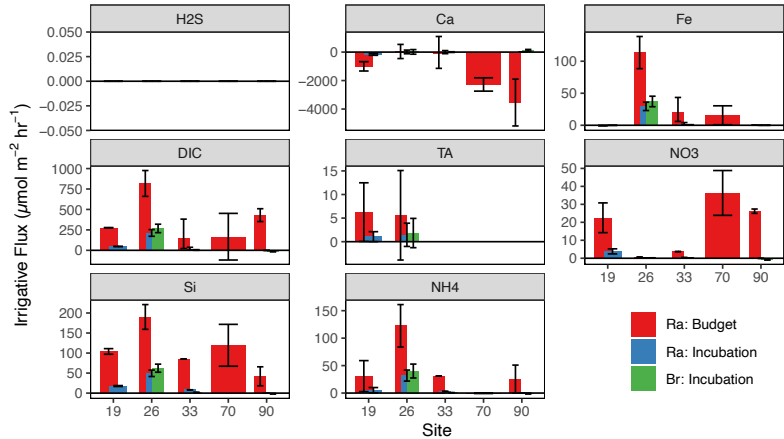 H2S
Ca
Fe
0.050
0.025
0.000
−0.025
−0.050
0
−2000
−4000
100
50
0
DIC
TA
NO3
1000
750
500
250
0
15
10
5
0
50
40
30
20
10
0
19 26 33 70 90
Si
NH4
200
150
100
50
0
19 26 33 70 90
150
100
50
0
19 26 33 70 90
Irrigative Flux (μmol m⁻² hr⁻¹)
Site
Ra: Budget
Ra: Incubation
Br: Incubation